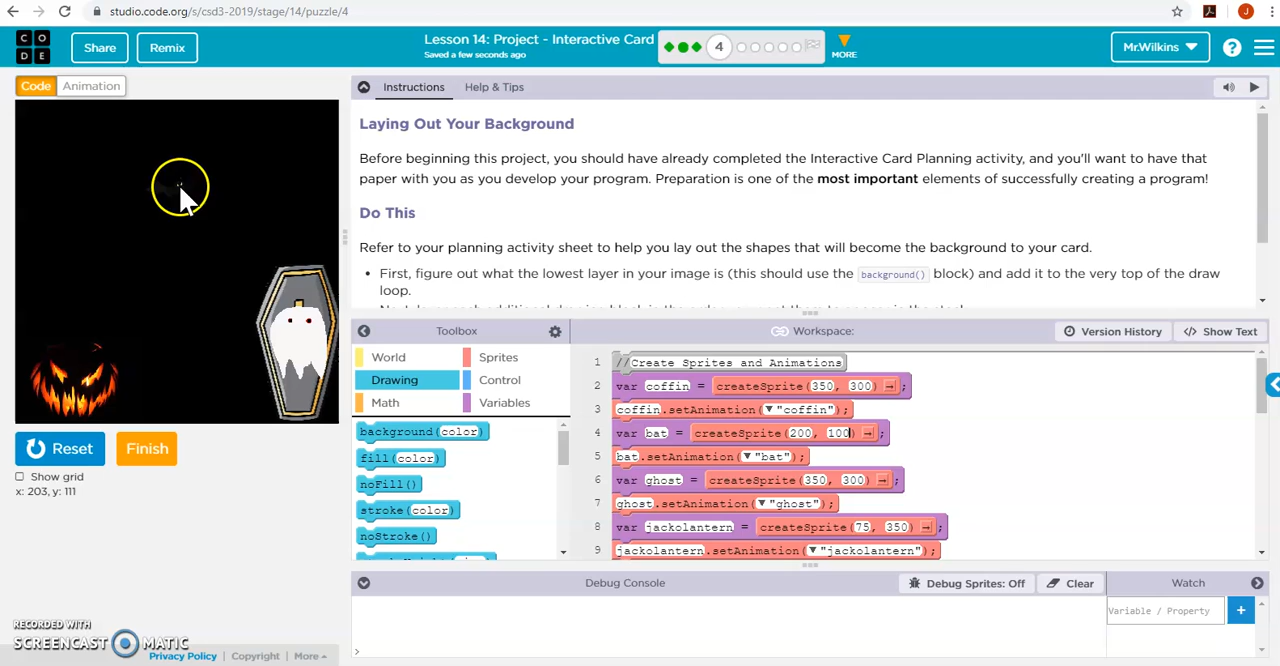 studio.code.org/s/csd3-2019/stage/14/puzzle/4
J
CO
DE
Share
Remix
Lesson 14: Project - Interactive Card
Saved a few seconds ago
4
MORE
Mr.Wilkins
?
Code
Animation
Instructions
Help & Tips
Laying Out Your Background
Before beginning this project, you should have already completed the Interactive Card Planning activity, and you'll want to have that
paper with you as you develop your program. Preparation is one of the most important elements of successfully creating a program!
Do This
Refer to your planning activity sheet to help you lay out the shapes that will become the background to your card.
• First, figure out what the lowest layer in your image is (this should use the background() block) and add it to the very top of the draw
loop.
Reset
Finish
Show grid
x: 203, y: 111
Toolbox
World
Sprites
Drawing
Control
Math
Variables
background(color)
fill(color)
noFill()
stroke(color)
noStroke()
Workspace:
Version History
</> Show Text
1 //Create Sprites and Animations
2 var coffin = createSprite(350, 300);
3 coffin.setAnimation("coffin");
4 var bat = createSprite(200, 100);
5 bat.setAnimation("bat");
6 var ghost = createSprite(350, 300);
7 ghost.setAnimation("ghost");
8 var jackolantern = createSprite(75, 350);
9 jackolantern.setAnimation("jackolantern");
Debug Console
Debug Sprites: Off
Clear
Watch
Variable / Property
+
>
RECORDED WITH
SCREENCAST MATIC
Privacy Policy | Copyright | More